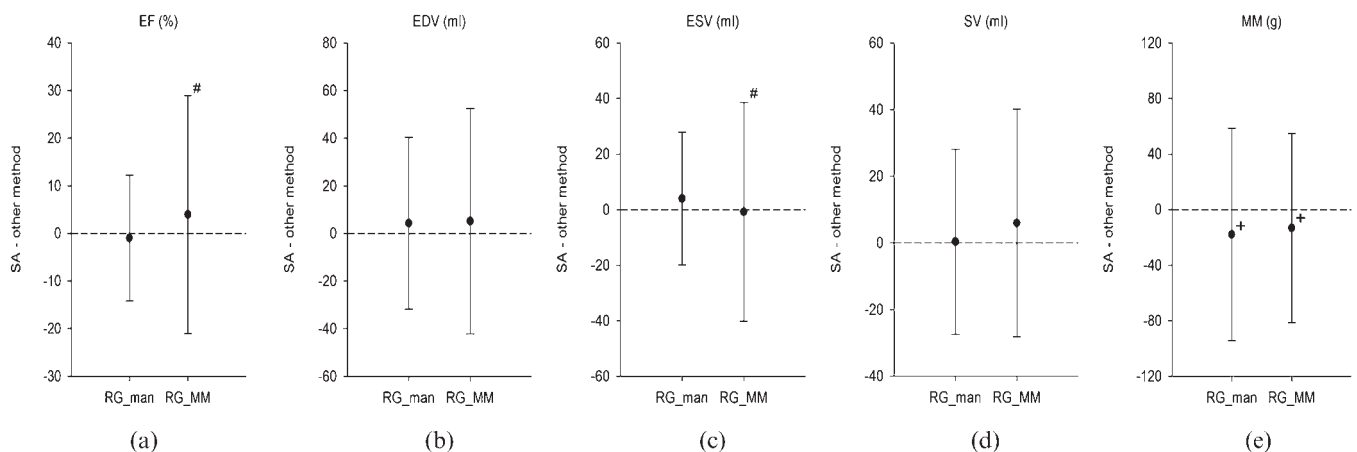 EF (%)
SA - other method
40
30
20
10
0
-10
-20
-30
#
RG_man RG_MM
(a)
EDV (ml)
SA - other method
80
60
40
20
0
-20
-40
-60
RG_man RG_MM
(b)
ESV (ml)
SA - other method
60
40
20
0
-20
-40
-60
#
RG_man RG_MM
(c)
SV (ml)
SA - other method
60
40
20
0
-20
-40
RG_man RG_MM
(d)
MM (g)
SA - other method
120
80
40
0
-40
-80
-120
+ +
RG_man RG_MM
(e)